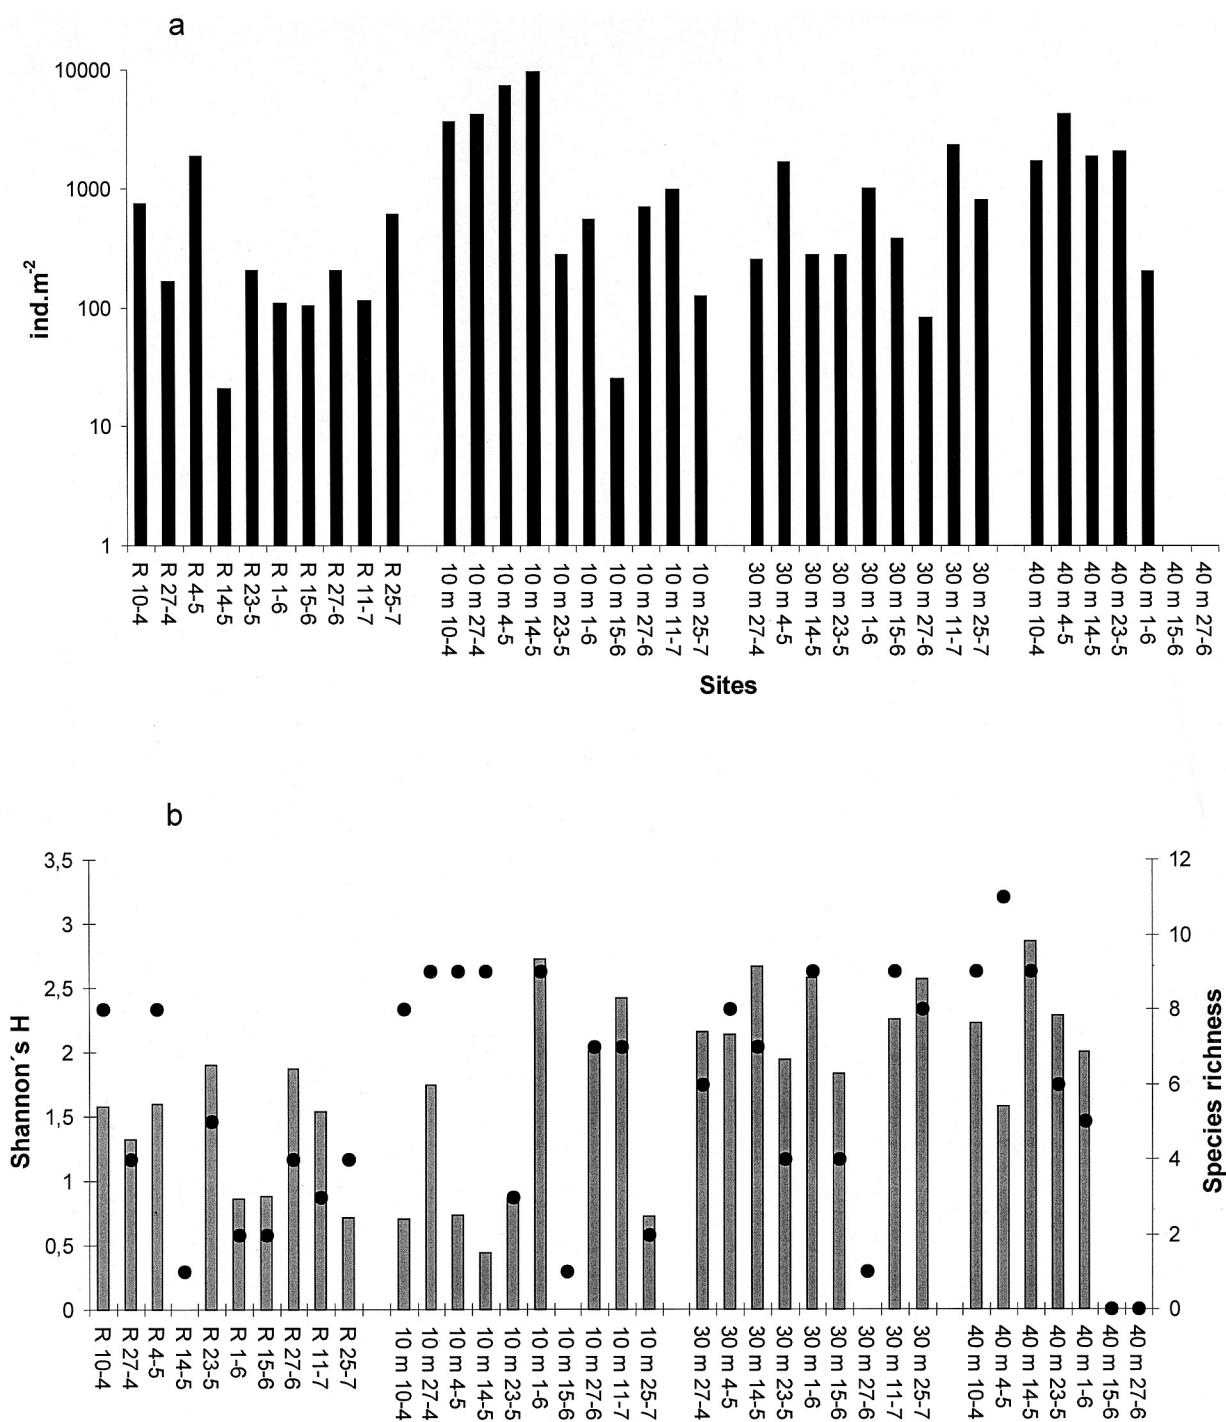 a
10000
1000
100
10
1
ind.m-2
R 10-4
R 27-4
R 4-5
R 14-5
R 23-5
R 1-6
R 15-6
R 27-6
R 11-7
R 25-7
10 m 10-4
10 m 27-4
10 m 4-5
10 m 14-5
10 m 23-5
10 m 1-6
10 m 15-6
10 m 27-6
10 m 11-7
10 m 25-7
30 m 27-4
30 m 4-5
30 m 14-5
30 m 23-5
30 m 1-6
30 m 15-6
30 m 27-6
30 m 11-7
30 m 25-7
40 m 10-4
40 m 4-5
40 m 14-5
40 m 23-5
40 m 1-6
40 m 15-6
40 m 27-6
Sites
b
3,5
3
2,5
2
1,5
1
0,5
0
Shannon´s H
12
10
8
6
4
2
0
Species richness
R 10-4
R 27-4
R 4-5
R 14-5
R 23-5
R 1-6
R 15-6
R 27-6
R 11-7
R 25-7
10 m 10-4
10 m 27-4
10 m 4-5
10 m 14-5
10 m 23-5
10 m 1-6
10 m 15-6
10 m 27-6
10 m 11-7
10 m 25-7
30 m 27-4
30 m 4-5
30 m 14-5
30 m 23-5
30 m 1-6
30 m 15-6
30 m 27-6
30 m 11-7
30 m 25-7
40 m 10-4
40 m 4-5
40 m 14-5
40 m 23-5
40 m 1-6
40 m 15-6
40 m 27-6